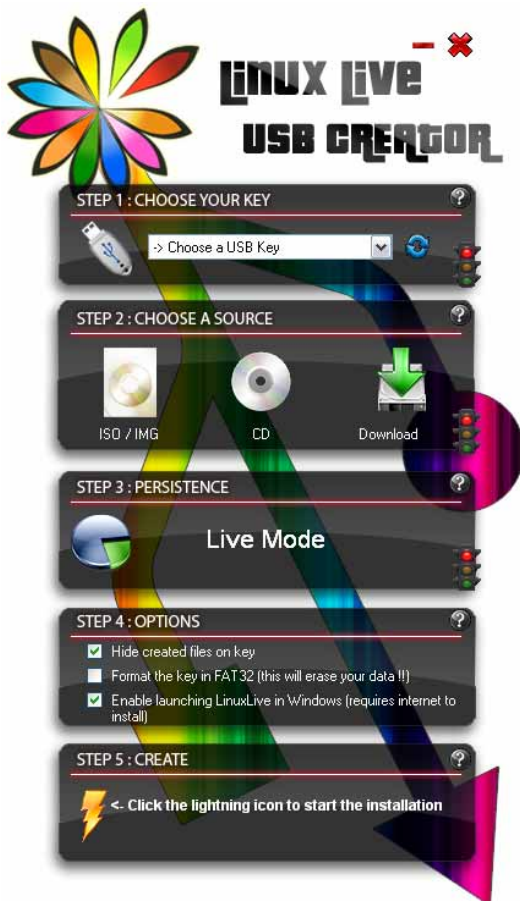 Linux Live
USB CREATOR
STEP 1 : CHOOSE YOUR KEY
?
-> Choose a USB Key
STEP 2 : CHOOSE A SOURCE
?
ISO / IMG CD Download
STEP 3 : PERSISTENCE
?
Live Mode
STEP 4 : OPTIONS
?
Hide created files on key
Format the key in FAT32 (this will erase your data !!)
Enable launching LinuxLive in Windows (requires internet to
install)
STEP 5 : CREATE
?
<- Click the lightning icon to start the installation